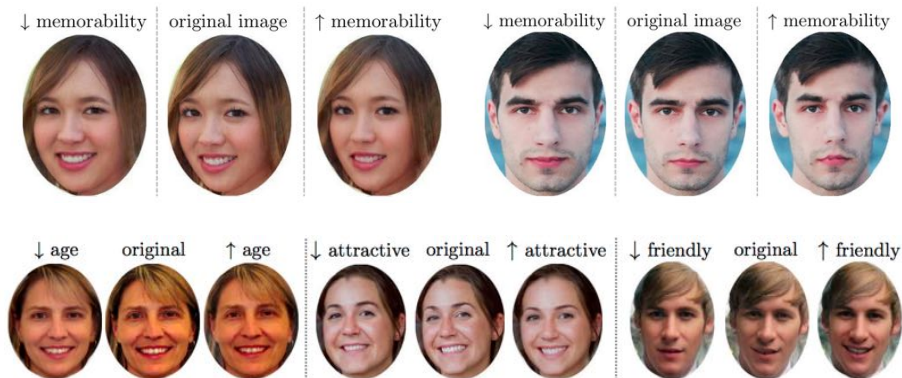 ↓ memorability original image ↑ memorability ↓ memorability original image ↑ memorability
↓ age original ↑ age ↓ attractive original ↑ attractive ↓ friendly original ↑ friendly